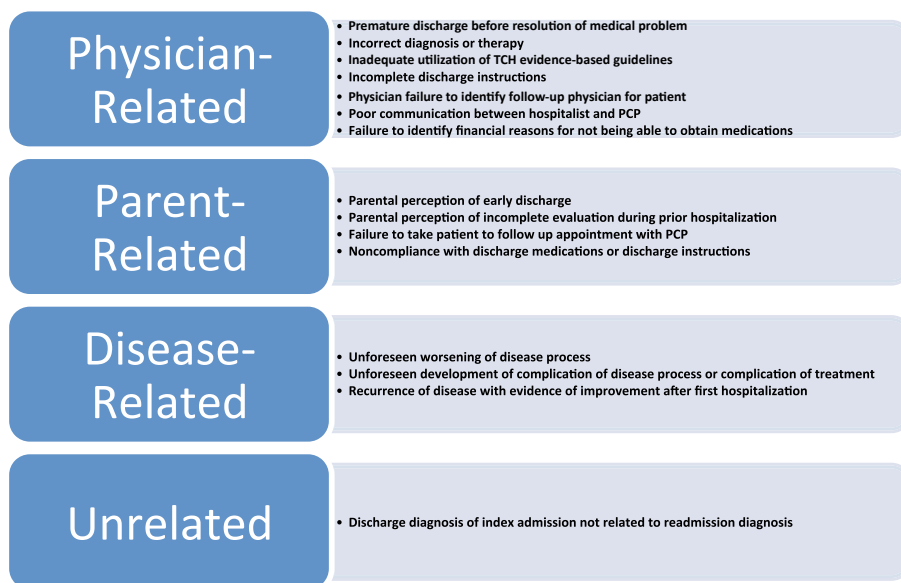 Physician-
Related
• Premature discharge before resolution of medical problem
• Incorrect diagnosis or therapy
• Inadequate utilization of TCH evidence-based guidelines
• Incomplete discharge instructions
• Physician failure to identify follow-up physician for patient
• Poor communication between hospitalist and PCP
• Failure to identify financial reasons for not being able to obtain medications
Parent-
Related
• Parental perception of early discharge
• Parental perception of incomplete evaluation during prior hospitalization
• Failure to take patient to follow up appointment with PCP
• Noncompliance with discharge medications or discharge instructions
Disease-
Related
• Unforeseen worsening of disease process
• Unforeseen development of complication of disease process or complication of treatment
• Recurrence of disease with evidence of improvement after first hospitalization
Unrelated
• Discharge diagnosis of index admission not related to readmission diagnosis